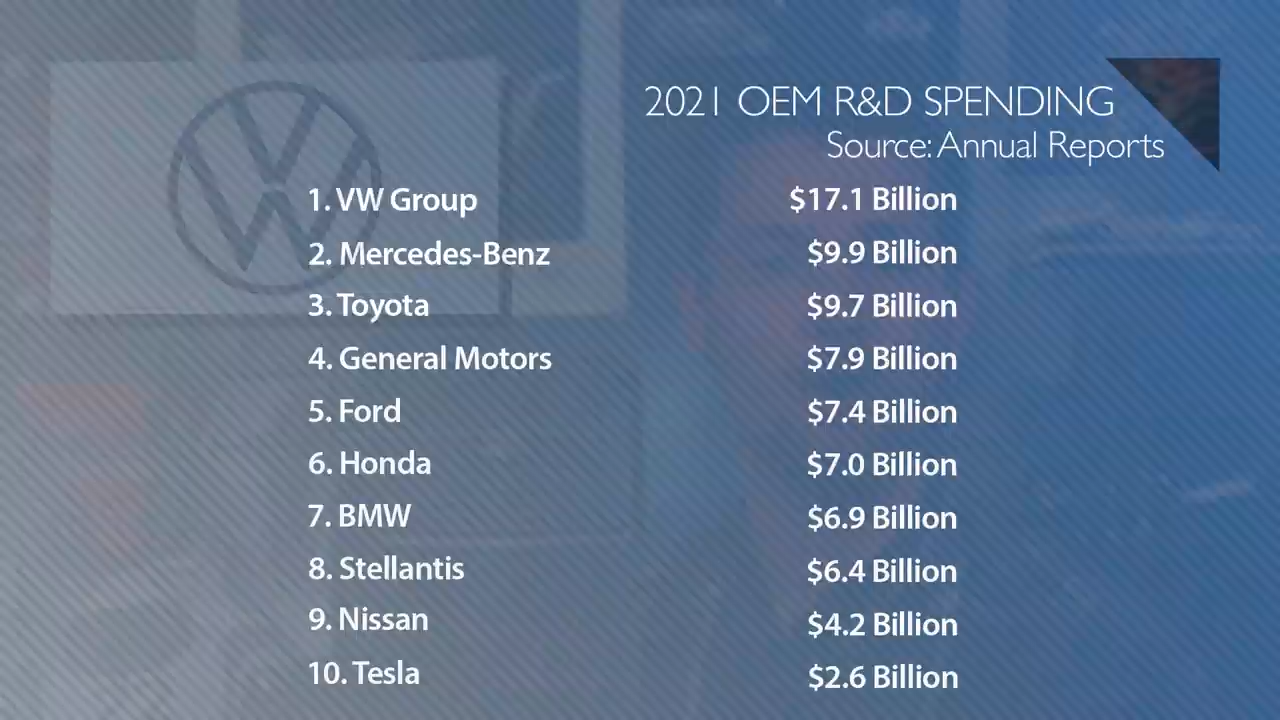 2021 OEM R&D SPENDING
Source: Annual Reports
1. VW Group $17.1 Billion
2. Mercedes-Benz $9.9 Billion
3. Toyota $9.7 Billion
4. General Motors $7.9 Billion
5. Ford $7.4 Billion
6. Honda $7.0 Billion
7. BMW $6.9 Billion
8. Stellantis $6.4 Billion
9. Nissan $4.2 Billion
10. Tesla $2.6 Billion